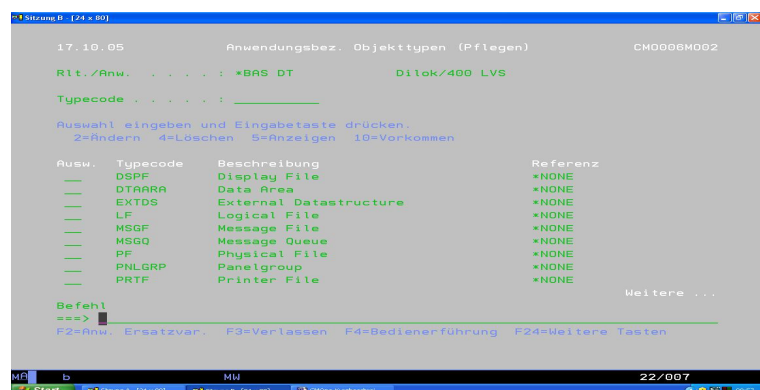 Sitzung B - [24 x 80]
17.10.05 Anwendungsbez. Objekttypen (Pflegen) CMO006M002
Rlt./Anw. . . . . : *BAS DT Dilok/400 LVS
Typecode . . . . . :
Auswahl eingeben und Eingabetaste drücken.
2=Ändern 4=Löschen 5=Anzeigen 10=Vorkommen
Ausw. Typecode Beschreibung Referenz
DSPF Display File *NONE
DTAARA Data Area *NONE
EXTDS External Datastructure *NONE
LF Logical File *NONE
MSGF Message File *NONE
MSGQ Message Queue *NONE
PF Physical File *NONE
PNLGRP Panelgroup *NONE
PRTF Printer File *NONE
Weitere ...
Befehl
===>
F2=Anw. Ersatzvar. F3=Verlassen F4=Bedienerführung F24=Weitere Tasten
MA b MW 22/007
Start